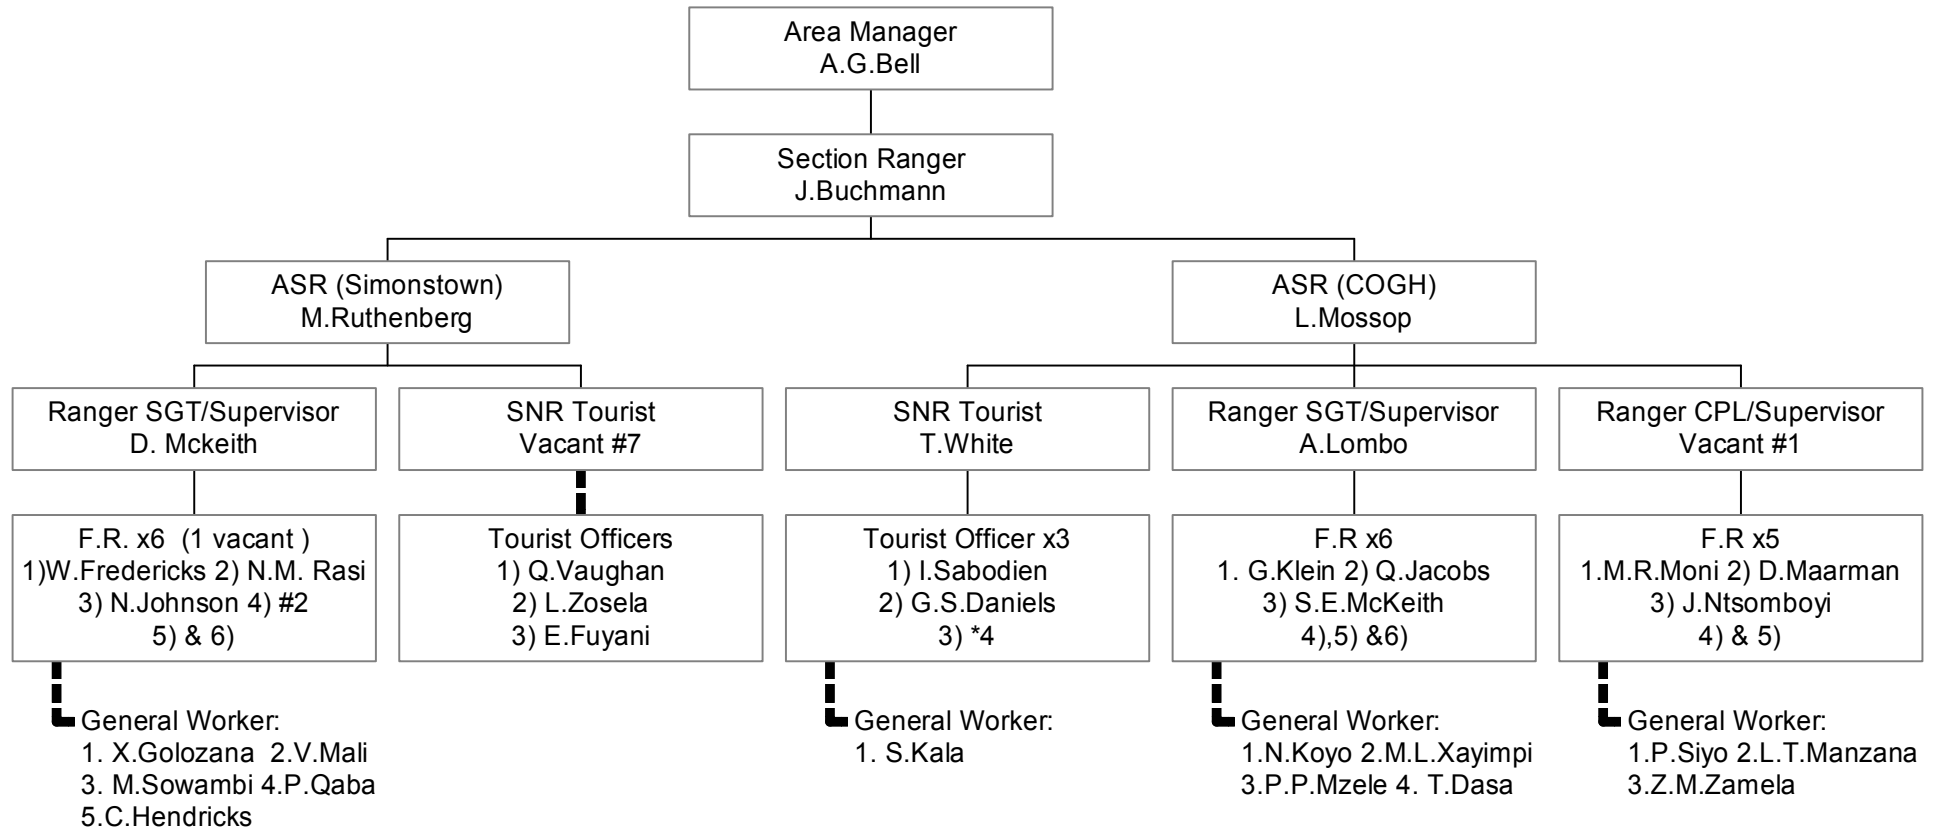 Area Manager
A.G.Bell
Section Ranger
J.Buchmann
ASR (Simonstown)
M.Ruthenberg
ASR (COGH)
L.Mossop
Ranger SGT/Supervisor
D. Mckeith
SNR Tourist
Vacant #7
SNR Tourist
T.White
Ranger SGT/Supervisor
A.Lombo
Ranger CPL/Supervisor
Vacant #1
F.R. x6  (1 vacant )
1)W.Fredericks 2) N.M. Rasi
3) N.Johnson 4) #2
5) & 6)
Tourist Officers
1) Q.Vaughan
2) L.Zosela
3) E.Fuyani
Tourist Officer x3
1) I.Sabodien
2) G.S.Daniels
3) *4
F.R x6
1. G.Klein 2) Q.Jacobs
3) S.E.McKeith
4),5) &6)
F.R x5
1.M.R.Moni 2) D.Maarman
3) J.Ntsomboyi
4) & 5)
General Worker:
1. X.Golozana  2.V.Mali
3. M.Sowambi 4.P.Qaba
5.C.Hendricks
General Worker:
1. S.Kala
General Worker:
1.N.Koyo 2.M.L.Xayimpi
3.P.P.Mzele 4. T.Dasa
General Worker:
1.P.Siyo 2.L.T.Manzana
3.Z.M.Zamela